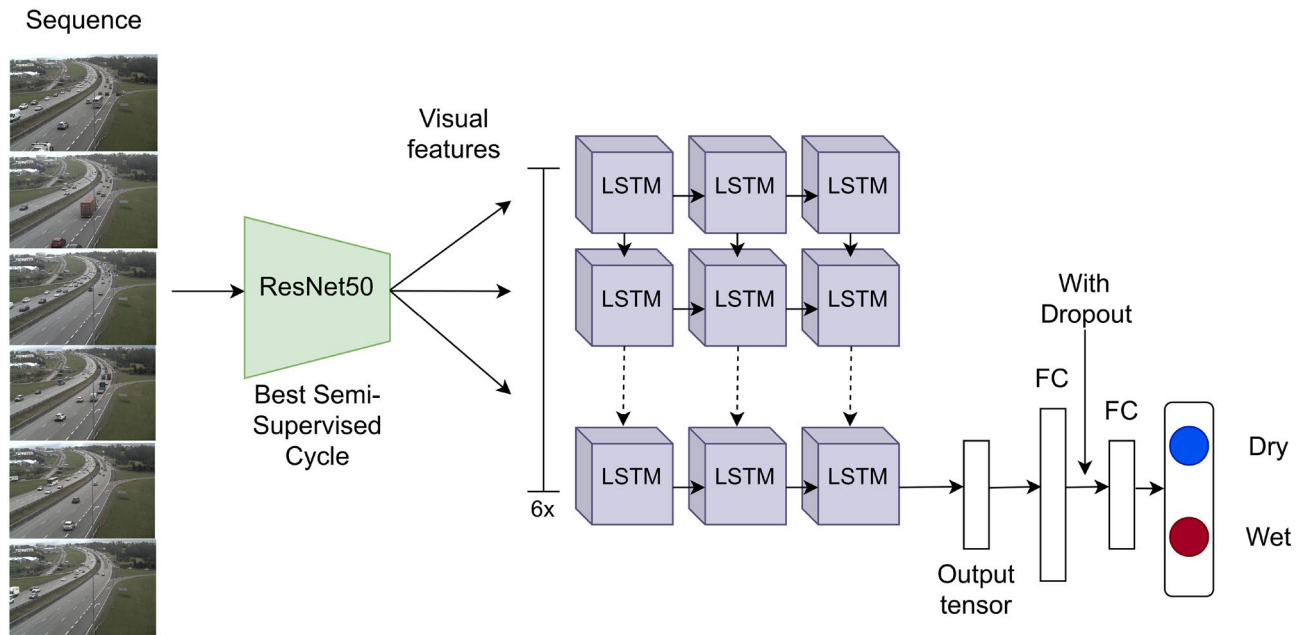 Sequence
Visual
features
ResNet50
Best Semi-
Supervised
Cycle
6x
LSTM
LSTM
LSTM
LSTM
LSTM
LSTM
LSTM
LSTM
LSTM
Output
tensor
With
Dropout
FC
FC
Dry
Wet